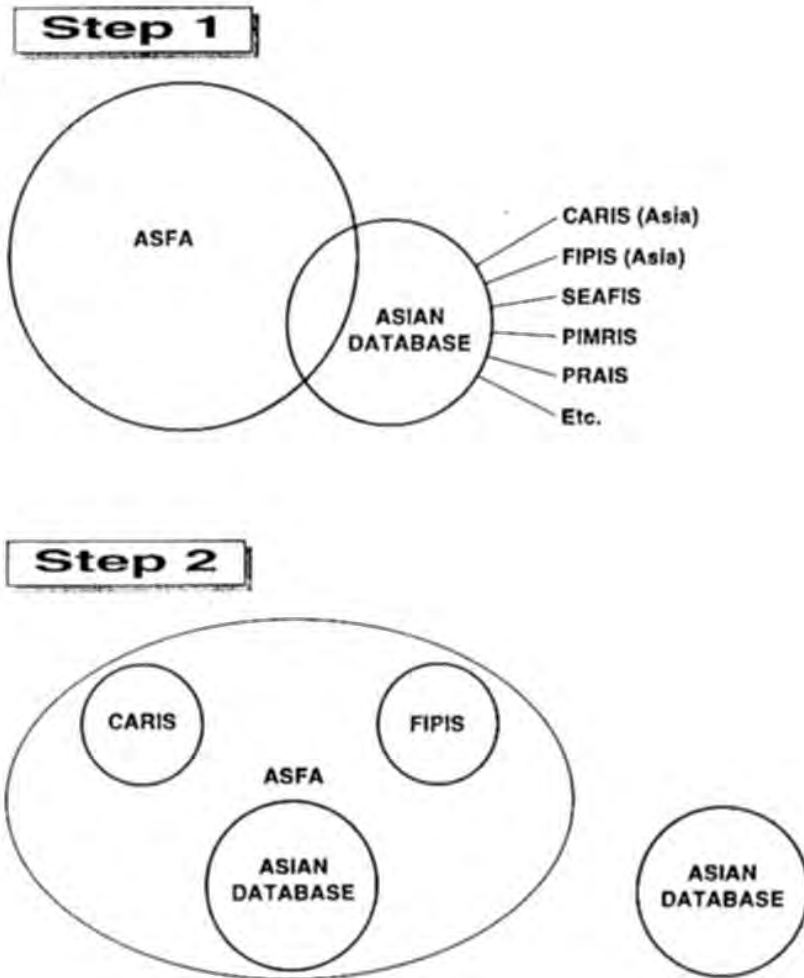 Step 1
ASFA
ASIAN
DATABASE
CARIS (Asia)
FIPIS (Asia)
SEAFIS
PIMRIS
PRAIS
Etc.
Step 2
CARIS
FIPIS
ASFA
ASIAN
DATABASE
ASIAN
DATABASE